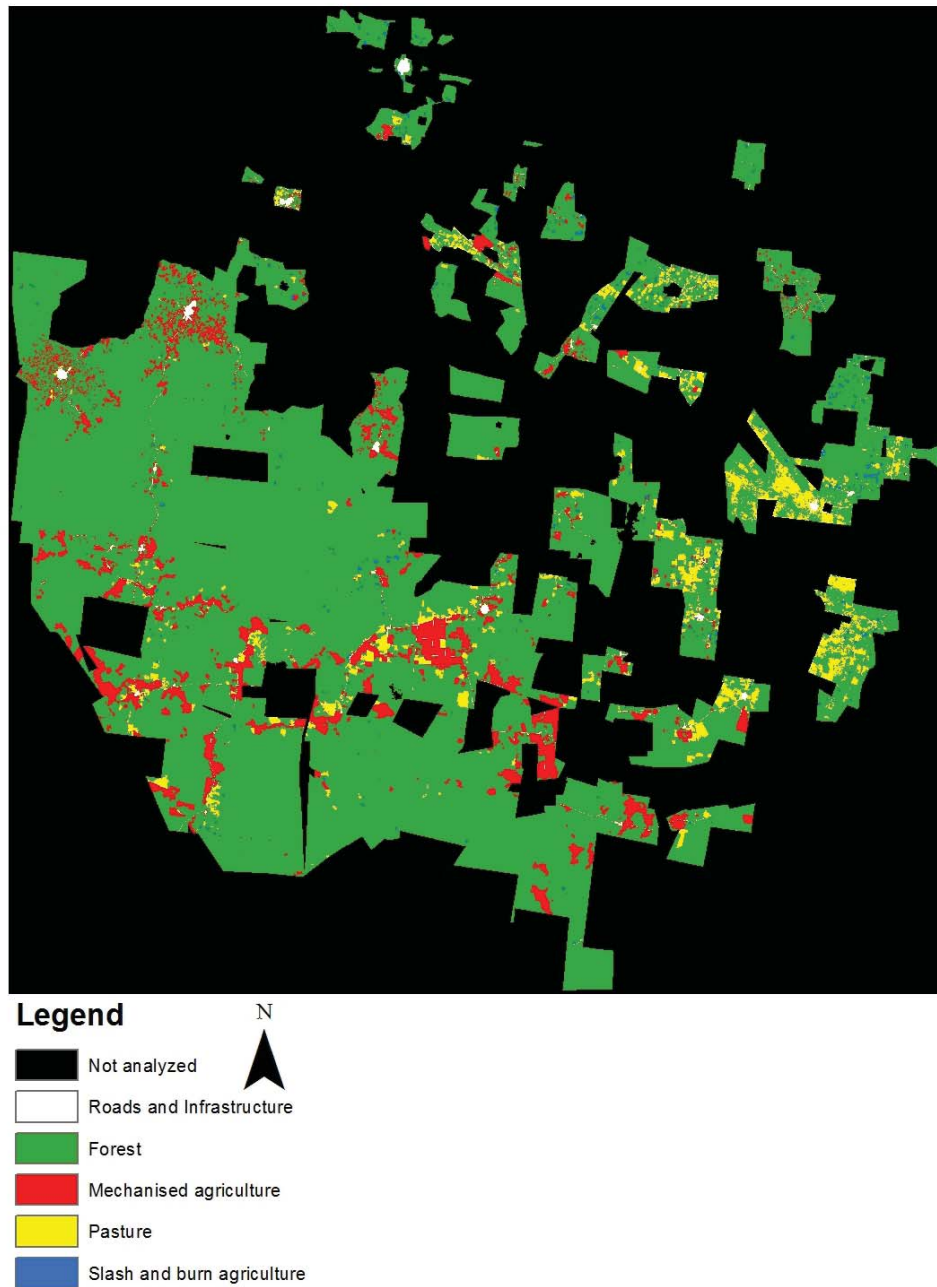 Legend
N
Not analyzed
Roads and Infrastructure
Forest
Mechanised agriculture
Pasture
Slash and burn agriculture